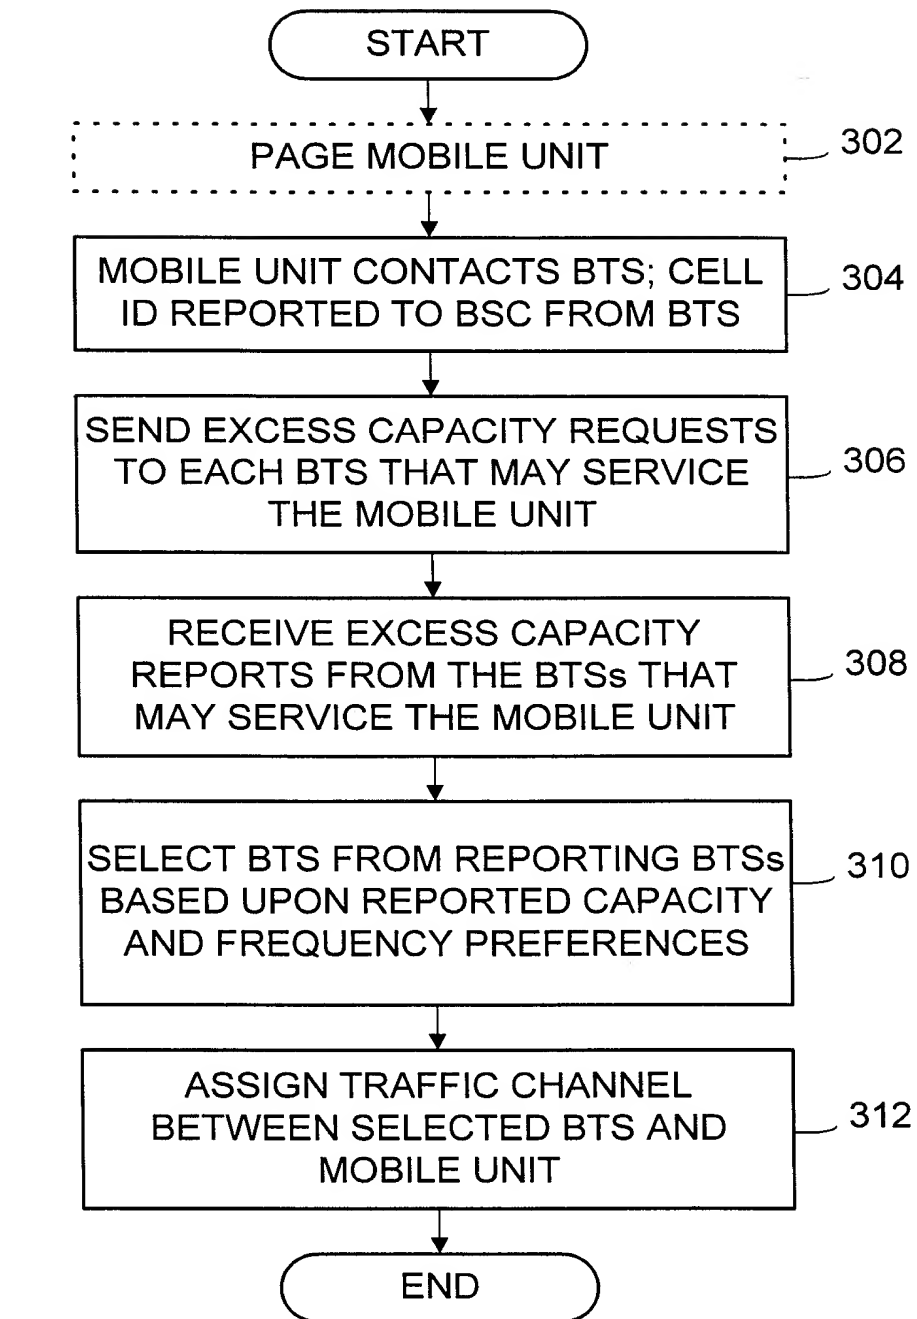 START
PAGE MOBILE UNIT
302
MOBILE UNIT CONTACTS BTS; CELL
ID REPORTED TO BSC FROM BTS
304
SEND EXCESS CAPACITY REQUESTS
TO EACH BTS THAT MAY SERVICE
THE MOBILE UNIT
306
RECEIVE EXCESS CAPACITY
REPORTS FROM THE BTSs THAT
MAY SERVICE THE MOBILE UNIT
308
SELECT BTS FROM REPORTING BTSs
BASED UPON REPORTED CAPACITY
AND FREQUENCY PREFERENCES
310
ASSIGN TRAFFIC CHANNEL
BETWEEN SELECTED BTS AND
MOBILE UNIT
312
END